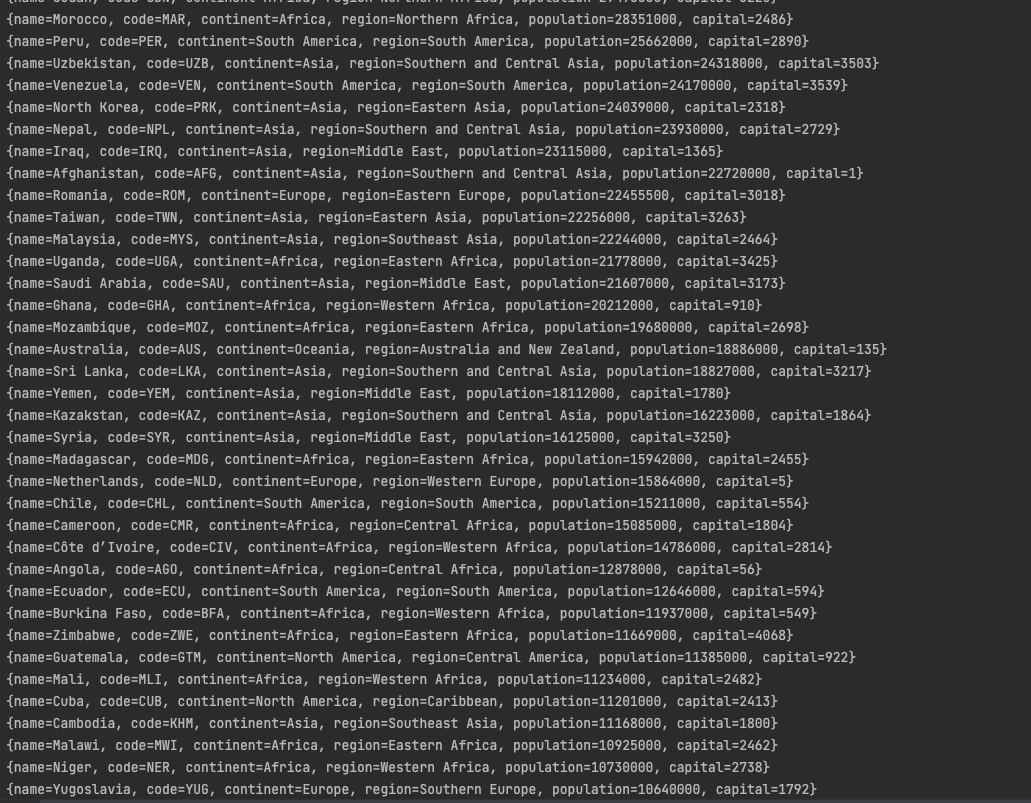 {name=Morocco, code=MAR, continent=Africa, region=Northern Africa, population=28351000, capital=2486}
{name=Peru, code=PER, continent=South America, region=South America, population=25662000, capital=2890}
{name=Uzbekistan, code=UZB, continent=Asia, region=Southern and Central Asia, population=24318000, capital=3503}
{name=Venezuela, code=VEN, continent=South America, region=South America, population=24170000, capital=3539}
{name=North Korea, code=PRK, continent=Asia, region=Eastern Asia, population=24039000, capital=2318}
{name=Nepal, code=NPL, continent=Asia, region=Southern and Central Asia, population=23930000, capital=2729}
{name=Iraq, code=IRQ, continent=Asia, region=Middle East, population=23115000, capital=1365}
{name=Afghanistan, code=AFG, continent=Asia, region=Southern and Central Asia, population=22720000, capital=1}
{name=Romania, code=ROM, continent=Europe, region=Eastern Europe, population=22455500, capital=3018}
{name=Taiwan, code=TWN, continent=Asia, region=Eastern Asia, population=22256000, capital=3263}
{name=Malaysia, code=MYS, continent=Asia, region=Southeast Asia, population=22244000, capital=2464}
{name=Uganda, code=UGA, continent=Africa, region=Eastern Africa, population=21778000, capital=3425}
{name=Saudi Arabia, code=SAU, continent=Asia, region=Middle East, population=21607000, capital=3173}
{name=Ghana, code=GHA, continent=Africa, region=Western Africa, population=20212000, capital=910}
{name=Mozambique, code=MOZ, continent=Africa, region=Eastern Africa, population=19680000, capital=2698}
{name=Australia, code=AUS, continent=Oceania, region=Australia and New Zealand, population=18886000, capital=135}
{name=Sri Lanka, code=LKA, continent=Asia, region=Southern and Central Asia, population=18827000, capital=3217}
{name=Yemen, code=YEM, continent=Asia, region=Middle East, population=18112000, capital=1780}
{name=Kazakstan, code=KAZ, continent=Asia, region=Southern and Central Asia, population=16223000, capital=1864}
{name=Syria, code=SYR, continent=Asia, region=Middle East, population=16125000, capital=3250}
{name=Madagascar, code=MDG, continent=Africa, region=Eastern Africa, population=15942000, capital=2455}
{name=Netherlands, code=NLD, continent=Europe, region=Western Europe, population=15864000, capital=5}
{name=Chile, code=CHL, continent=South America, region=South America, population=15211000, capital=554}
{name=Cameroon, code=CMR, continent=Africa, region=Central Africa, population=15085000, capital=1804}
{name=Côte d’Ivoire, code=CIV, continent=Africa, region=Western Africa, population=14786000, capital=2814}
{name=Angola, code=AGO, continent=Africa, region=Central Africa, population=12878000, capital=56}
{name=Ecuador, code=ECU, continent=South America, region=South America, population=12646000, capital=594}
{name=Burkina Faso, code=BFA, continent=Africa, region=Western Africa, population=11937000, capital=549}
{name=Zimbabwe, code=ZWE, continent=Africa, region=Eastern Africa, population=11669000, capital=4068}
{name=Guatemala, code=GTM, continent=North America, region=Central America, population=11385000, capital=922}
{name=Mali, code=MLI, continent=Africa, region=Western Africa, population=11234000, capital=2482}
{name=Cuba, code=CUB, continent=North America, region=Caribbean, population=11201000, capital=2413}
{name=Cambodia, code=KHM, continent=Asia, region=Southeast Asia, population=11168000, capital=1800}
{name=Malawi, code=MWI, continent=Africa, region=Eastern Africa, population=10925000, capital=2462}
{name=Niger, code=NER, continent=Africa, region=Western Africa, population=10730000, capital=2738}
{name=Yugoslavia, code=YUG, continent=Europe, region=Southern Europe, population=10640000, capital=1792}